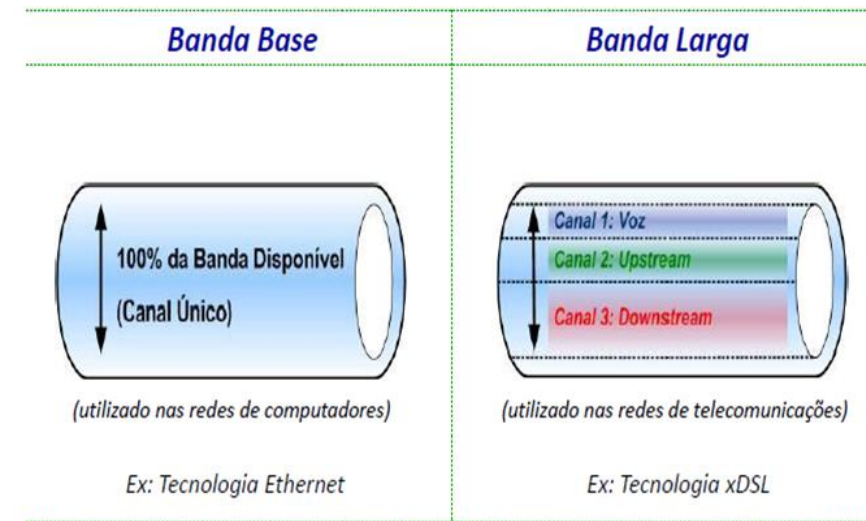 Banda Base
Banda Larga
100% da Banda Disponível
(Canal Único)
Canal 1: Voz
Canal 2: Upstream
Canal 3: Downstream
(utilizado nas redes de computadores)
(utilizado nas redes de telecomunicações)
Ex: Tecnologia Ethernet
Ex: Tecnologia xDSL